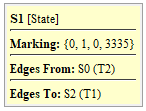 S1 [State]
Marking: {0, 1, 0, 3335}
Edges From: S0 (T2)
Edges To: S2 (T1)